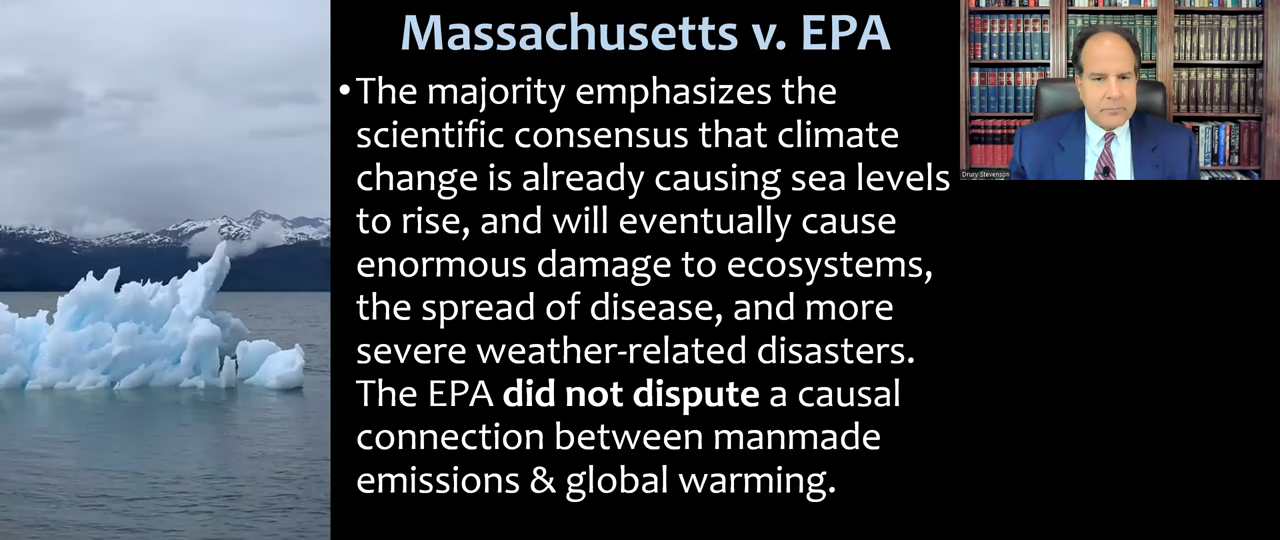 Massachusetts v. EPA
•The majority emphasizes the
scientific consensus that climate
change is already causing sea levels
to rise, and will eventually cause
enormous damage to ecosystems,
the spread of disease, and more
severe weather-related disasters.
The EPA did not dispute a causal
connection between manmade
emissions & global warming.
Drury Stevenson